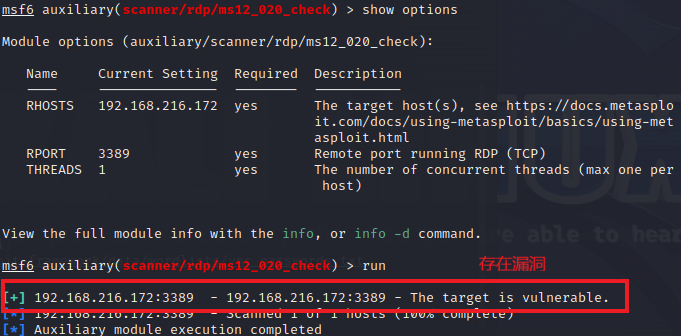 msf6 auxiliary(scanner/rdp/ms12_020_check) > show options
Module options (auxiliary/scanner/rdp/ms12_020_check):
Name Current Setting Required Description
RHOSTS 192.168.216.172 yes The target host(s), see https://docs.metasplo
it.com/docs/using-metasploit/basics/using-met
asploit.html
RPORT 3389 yes Remote port running RDP (TCP)
THREADS 1 yes The number of concurrent threads (max one per
host)
View the full module info with the info, or info -d command.
msf6 auxiliary(scanner/rdp/ms12_020_check) > run
存在漏洞
[+] 192.168.216.172:3389 - 192.168.216.172:3389 - The target is vulnerable.
[*] 192.168.216.172:3389 - Scanned 1 of 1 hosts (100% complete)
[*] Auxiliary module execution completed